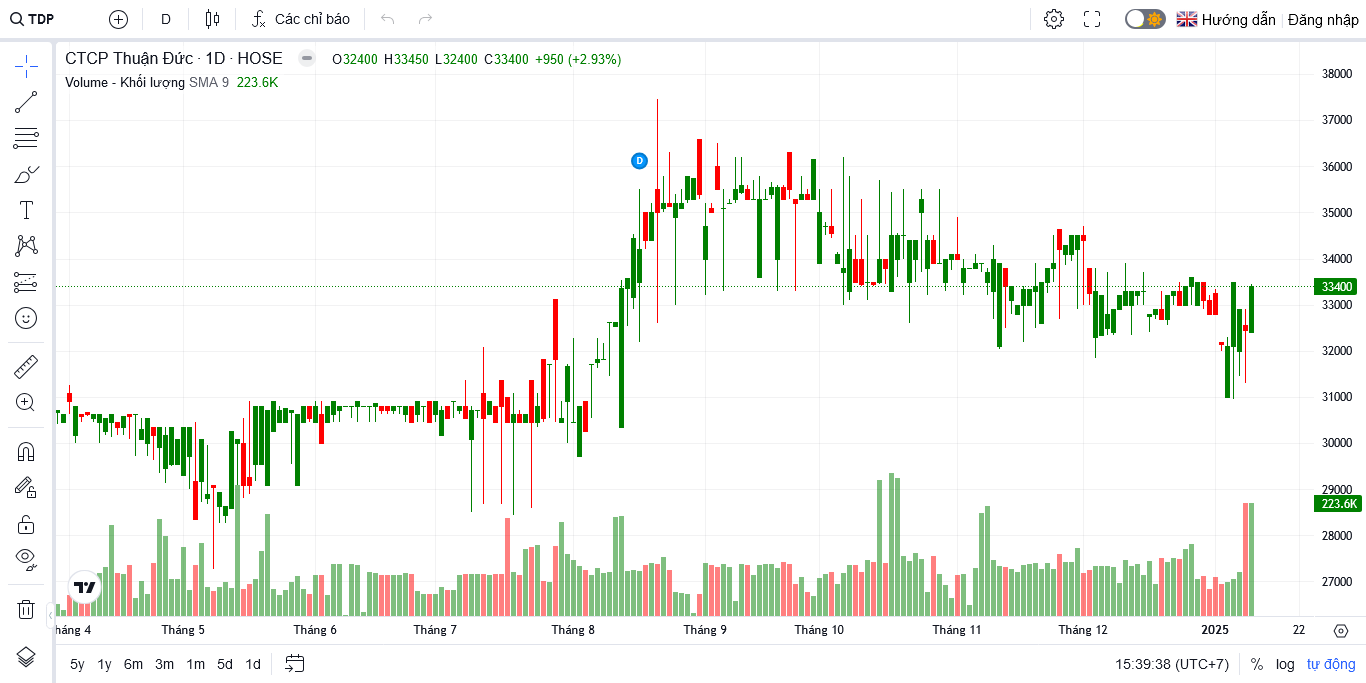 TDP D Các chỉ báo Hướng dẫn Đăng nhập
CTCP Thuận Đức · 1D · HOSE O32400 H33450 L32400 C33400 +950 (+2.93%)
Volume - Khối lượng SMA 9 223.6K
38000
37000
36000
D
35000
34000
33400
33000
32000
31000
30000
29000
223.6K
28000
27000
háng 4 Tháng 5 Tháng 6 Tháng 7 Tháng 8 Tháng 9 Tháng 10 Tháng 11 Tháng 12 2025 22
5y 1y 6m 3m 1m 5d 1d 15:39:38 (UTC+7) % log tự động